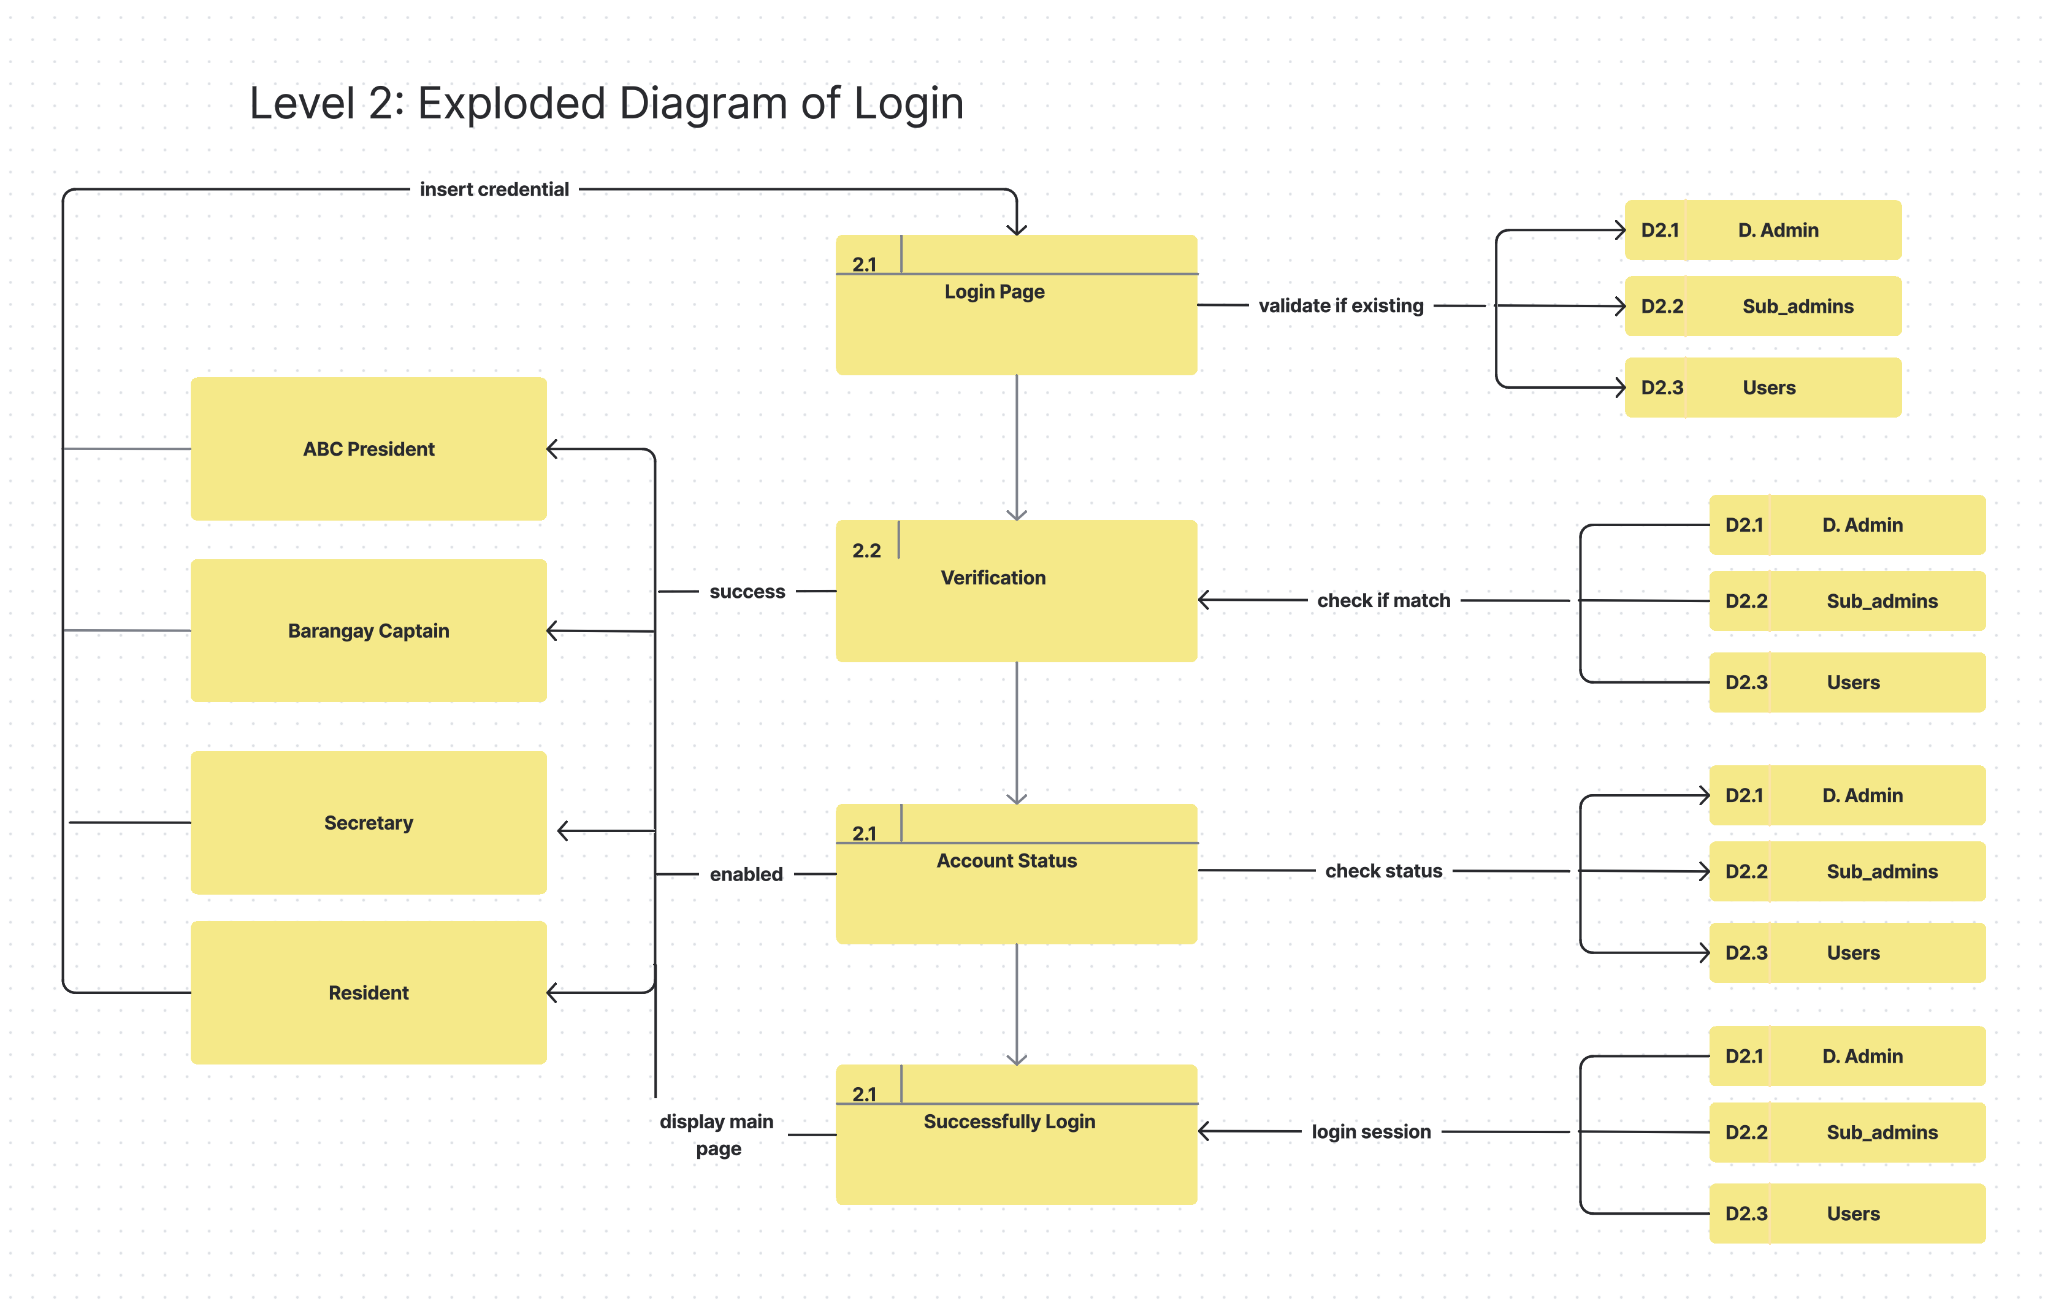 Level 2: Exploded Diagram of Login
insert credential
2.1
Login Page
validate if existing
D2.1 D. Admin
D2.2 Sub_admins
D2.3 Users
ABC President
Barangay Captain
Secretary
Resident
success
2.2
Verification
check if match
D2.1 D. Admin
D2.2 Sub_admins
D2.3 Users
enabled
2.1
Account Status
check status
D2.1 D. Admin
D2.2 Sub_admins
D2.3 Users
display main
page
2.1
Successfully Login
login session
D2.1 D. Admin
D2.2 Sub_admins
D2.3 Users